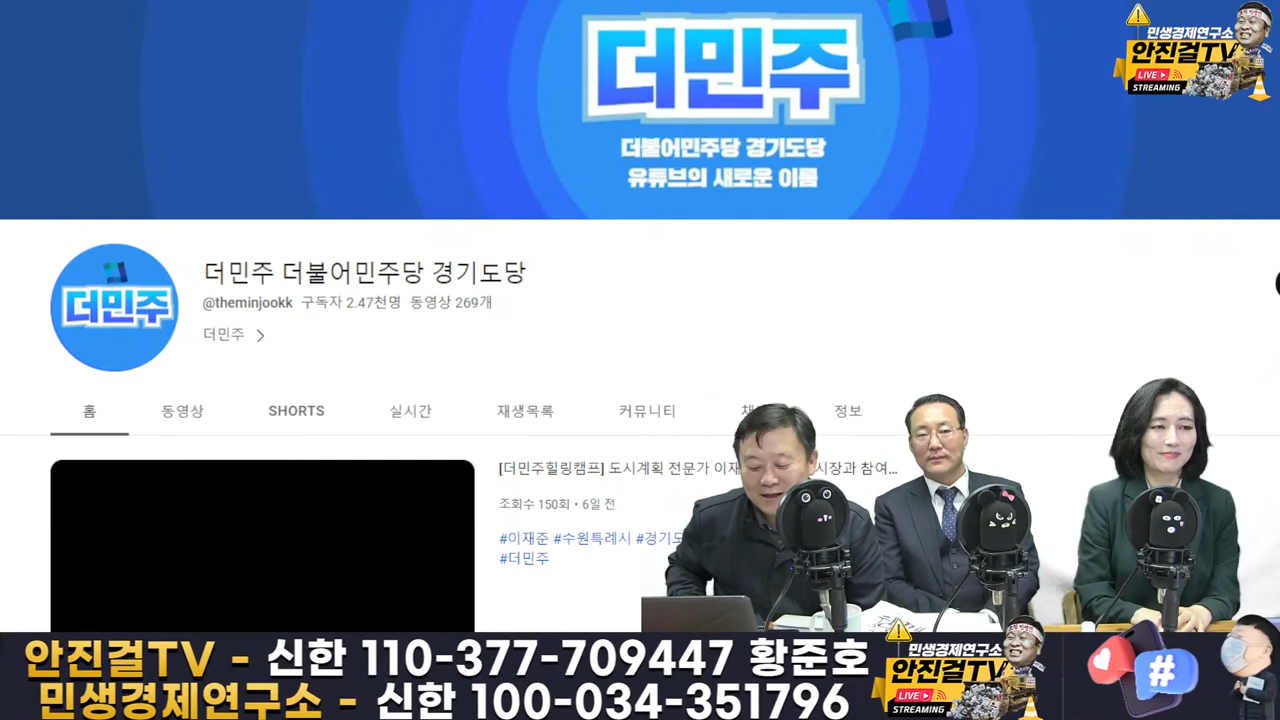 더민주
더불어민주당 경기도당
유튜브의 새로운 이름
민생경제연구소
안진걸TV
LIVE
STREAMING
더민주
더민주 더불어민주당 경기도당
@theminjookk 구독자 2.47천명 동영상 269개
더민주
홈 동영상 SHORTS 실시간 재생목록 커뮤니티 정보
[더민주힐링캠프] 도시계획 전문가 이재 시장과 참여...
조회수 150회 • 6일 전
#이재준 #수원특례시 #경기도
#더민주
안진걸TV - 신한 110-377-709447 황준호
민생경제연구소 - 신한 100-034-351796
민생경제연구소
안진걸TV
LIVE
STREAMING
#